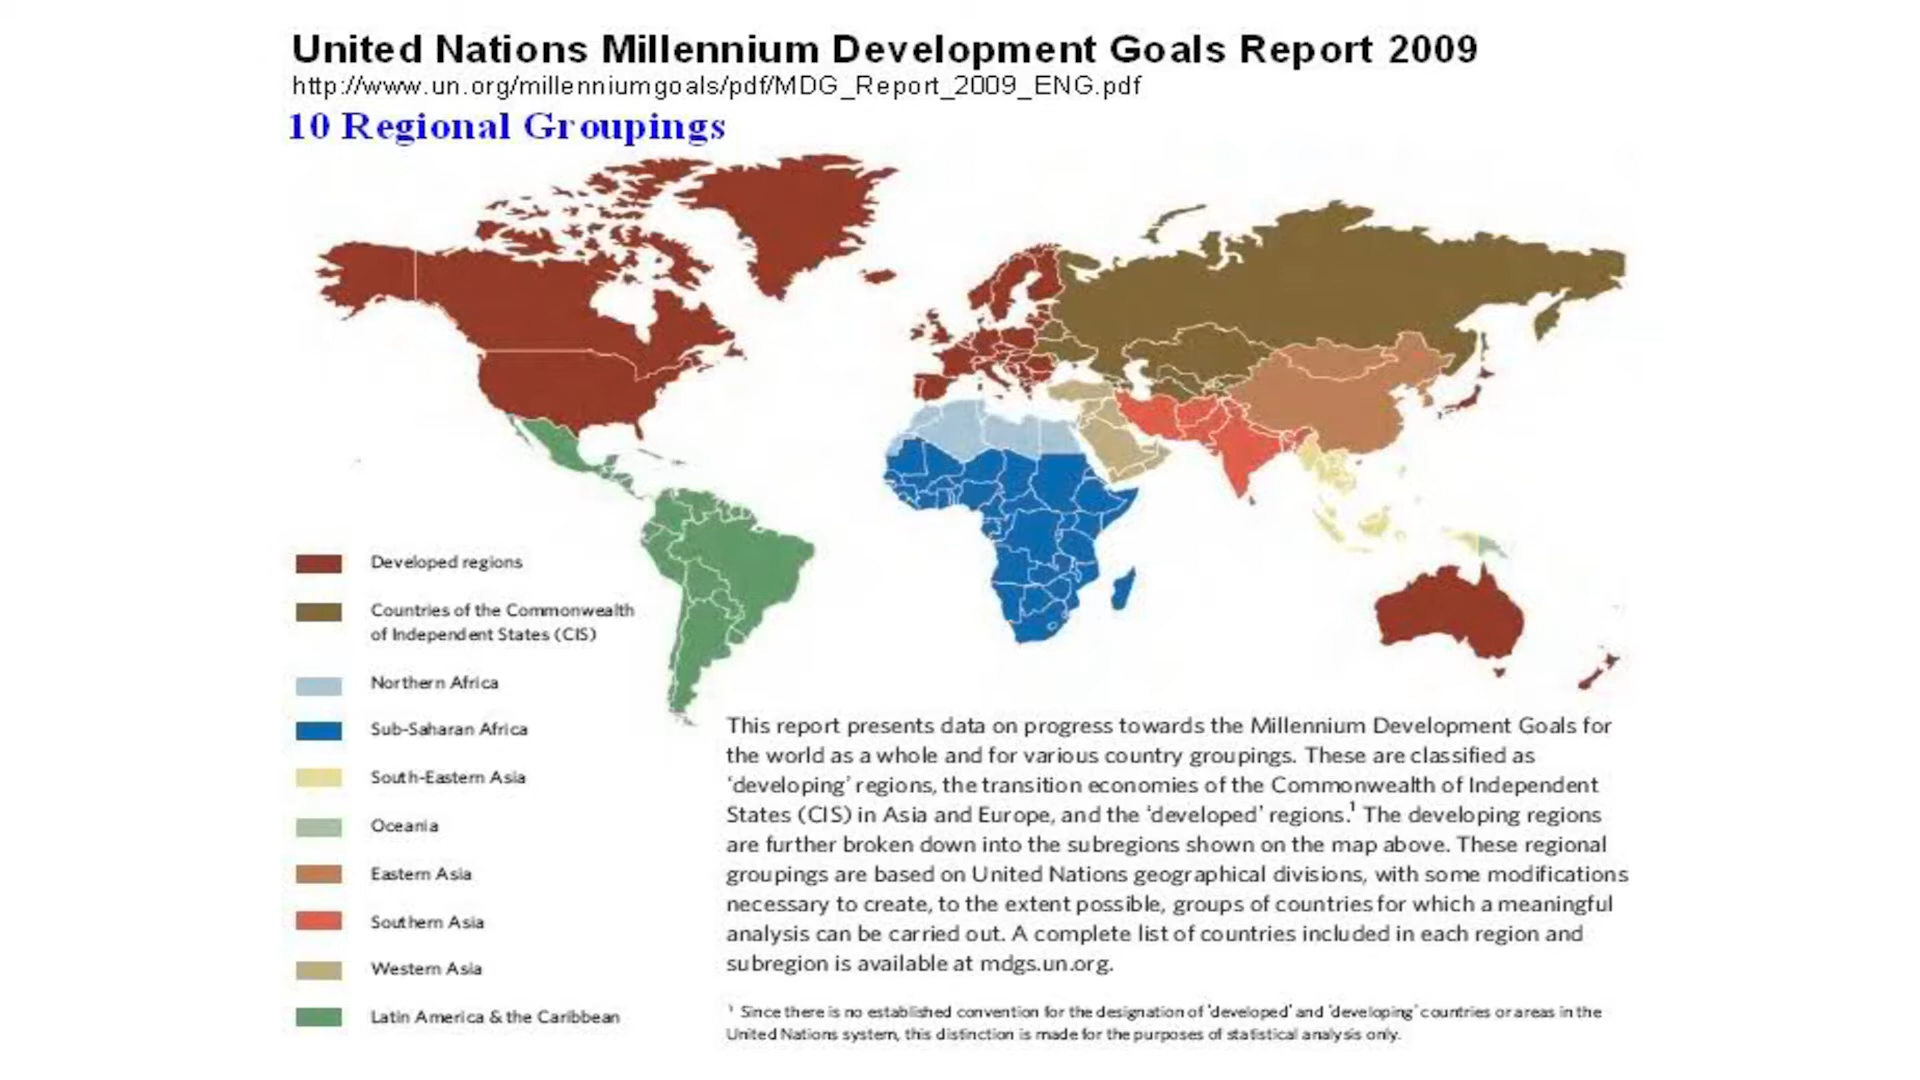 United Nations Millennium Development Goals Report 2009
http://www.un.org/millenniumgoals/pdf/MDG_Report_2009_ENG.pdf
10 Regional Groupings
Developed regions
Countries of the Commonwealth
of Independent States (CIS)
Northern Africa
Sub-Saharan Africa
South-Eastern Asia
Oceania
Eastern Asia
Southern Asia
Western Asia
Latin America & the Caribbean
This report presents data on progress towards the Millennium Development Goals for
the world as a whole and for various country groupings. These are classified as
‘developing’ regions, the transition economies of the Commonwealth of Independent
States (CIS) in Asia and Europe, and the ‘developed’ regions.¹ The developing regions
are further broken down into the subregions shown on the map above. These regional
groupings are based on United Nations geographical divisions, with some modifications
necessary to create, to the extent possible, groups of countries for which a meaningful
analysis can be carried out. A complete list of countries included in each region and
subregion is available at mdgs.un.org.
¹ Since there is no established convention for the designation of ‘developed’ and ‘developing’ countries or areas in the
United Nations system, this distinction is made for the purposes of statistical analysis only.